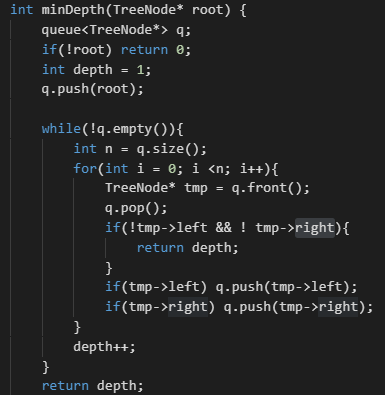 int minDepth(TreeNode* root) {
    queue<TreeNode*> q;
    if(!root) return 0;
    int depth = 1;
    q.push(root);

    while(!q.empty()){
        int n = q.size();
        for(int i = 0; i <n; i++){
            TreeNode* tmp = q.front();
            q.pop();
            if(!tmp->left && ! tmp->right){
                return depth;
            }
            if(tmp->left) q.push(tmp->left);
            if(tmp->right) q.push(tmp->right);
        }
        depth++;
    }
    return depth;